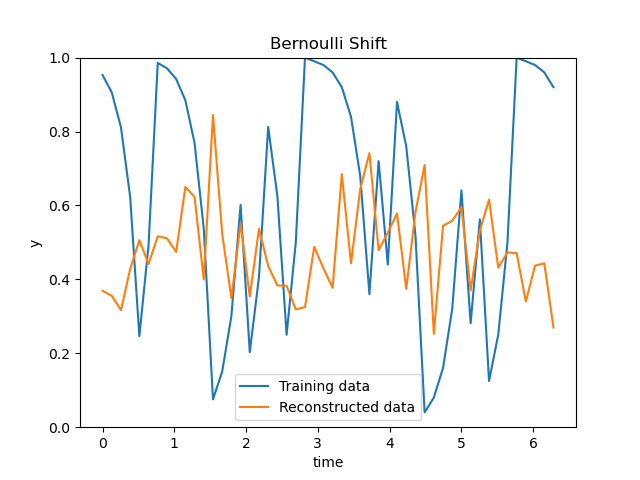 Bernoulli Shift
1.0
0.8
0.6
0.4
0.2
0.0
y
Training data
Reconstructed data
0 1 2 3 4 5 6
time